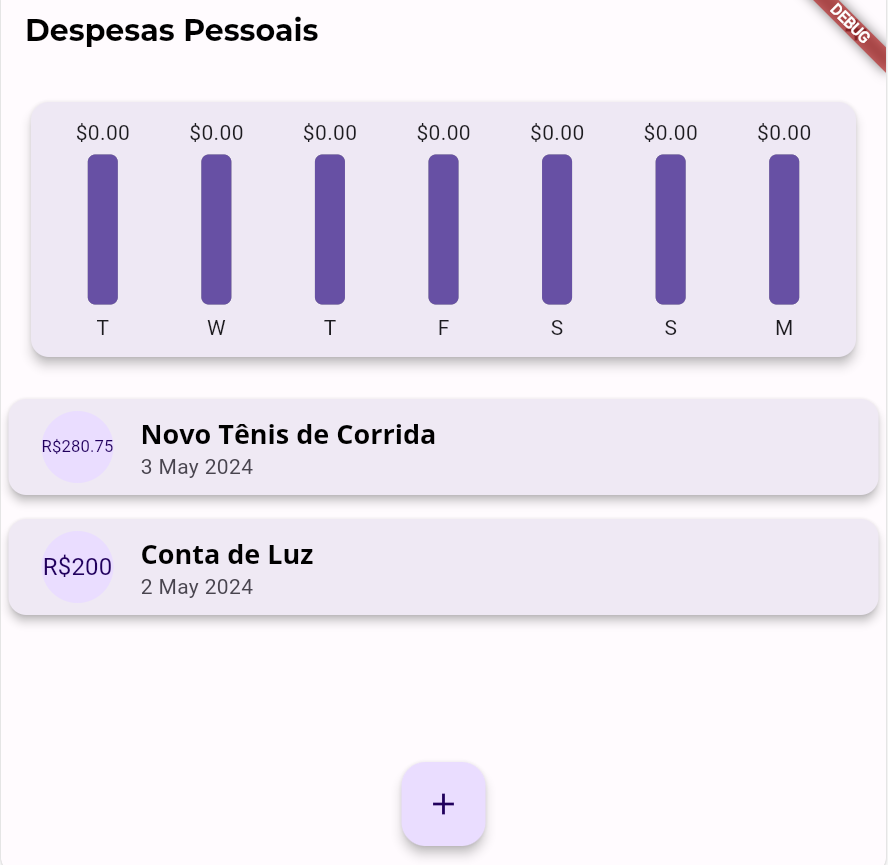 Despesas Pessoais
DEBUG
$0.00 $0.00 $0.00 $0.00 $0.00 $0.00 $0.00
T W T F S S M
R$280.75
Novo Tênis de Corrida
3 May 2024
R$200
Conta de Luz
2 May 2024
+